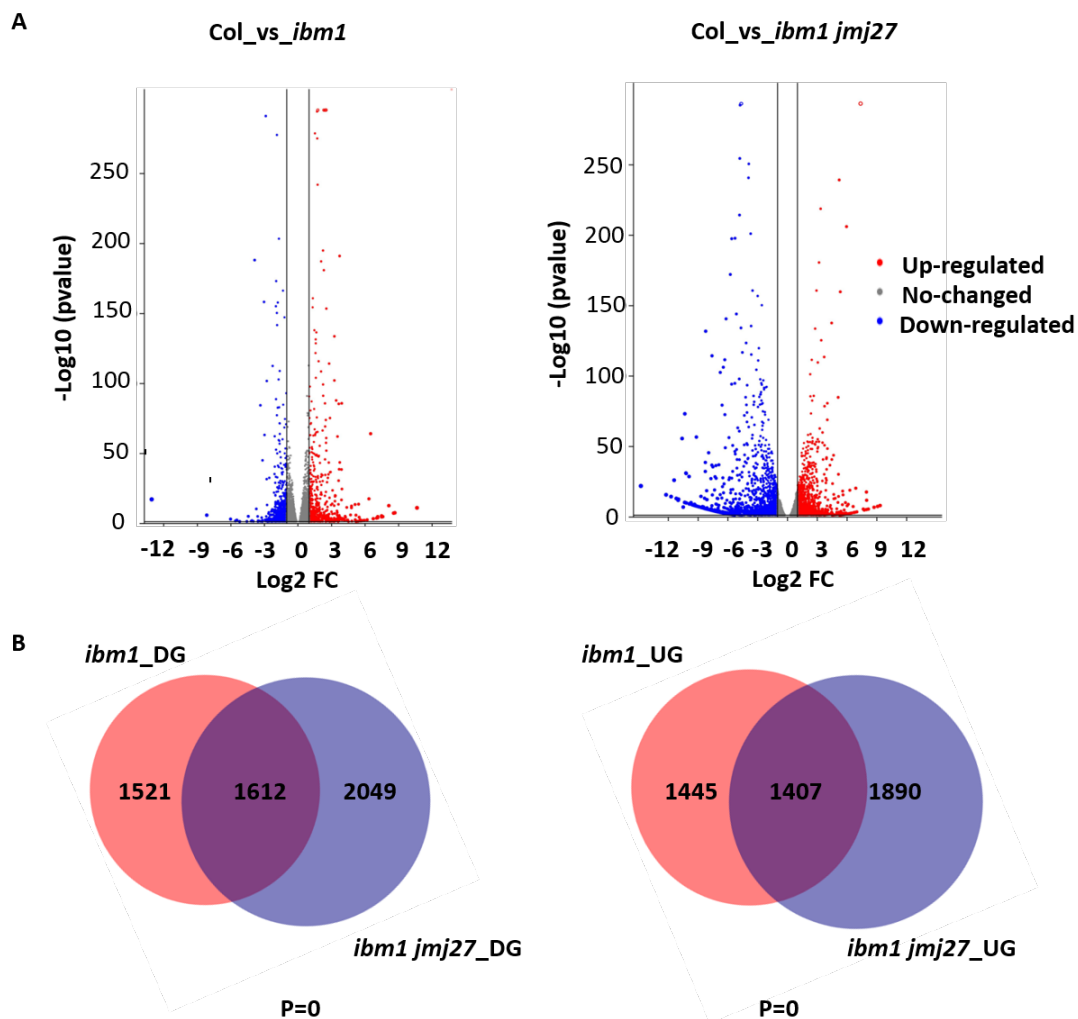 A
Col_vs_ibm1
Col_vs_ibm1 jmj27
-Log10 (pvalue)
250
200
150
100
50
0
-12 -9 -6 -3 0 3 6 9 12
Log2 FC
-Log10 (pvalue)
250
200
150
100
50
0
-12 -9 -6 -3 0 3 6 9 12
Log2 FC
Up-regulated
No-changed
Down-regulated
B
ibm1_DG
1521 1612 2049
ibm1 jmj27_DG
P=0
ibm1_UG
1445 1407 1890
ibm1 jmj27_UG
P=0